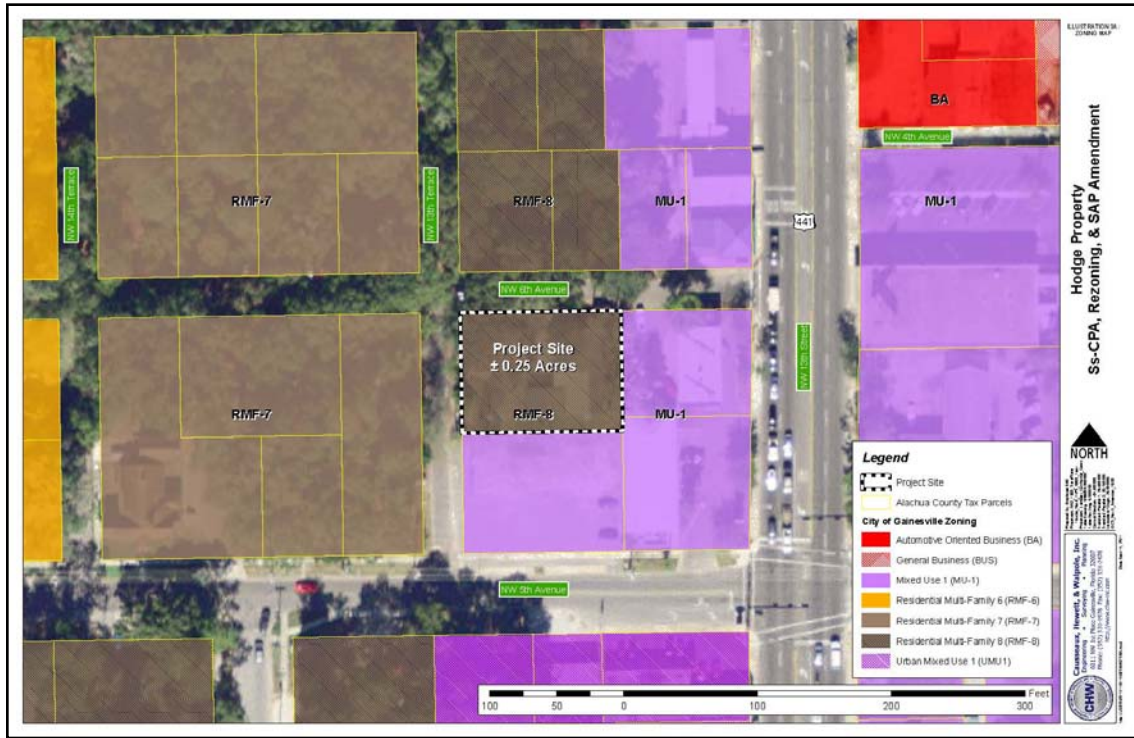 ILLUSTRATION 3A:
ZONING MAP
Hodge Property
Ss-CPA, Rezoning, & SAP Amendment
BA
NW 4th Avenue
NW 14th Terrace
RMF-7
NW 13th Terrace
RMF-8
MU-1
441
MU-1
NW 6th Avenue
Project Site
± 0.25 Acres
NW 13th Street
RMF-7
RMF-8
MU-1
NW 5th Avenue
Legend
Project Site
Alachua County Tax Parcels
City of Gainesville Zoning
Automotive Oriented Business (BA)
General Business (BUS)
Mixed Use 1 (MU-1)
Residential Multi-Family 6 (RMF-6)
Residential Multi-Family 7 (RMF-7)
Residential Multi-Family 8 (RMF-8)
Urban Mixed Use 1 (UMU1)
Feet
100 50 0 100 200 300
NORTH
Causseaux, Hewett, & Walpole, Inc.
Engineering • Surveying • Planning
CHW